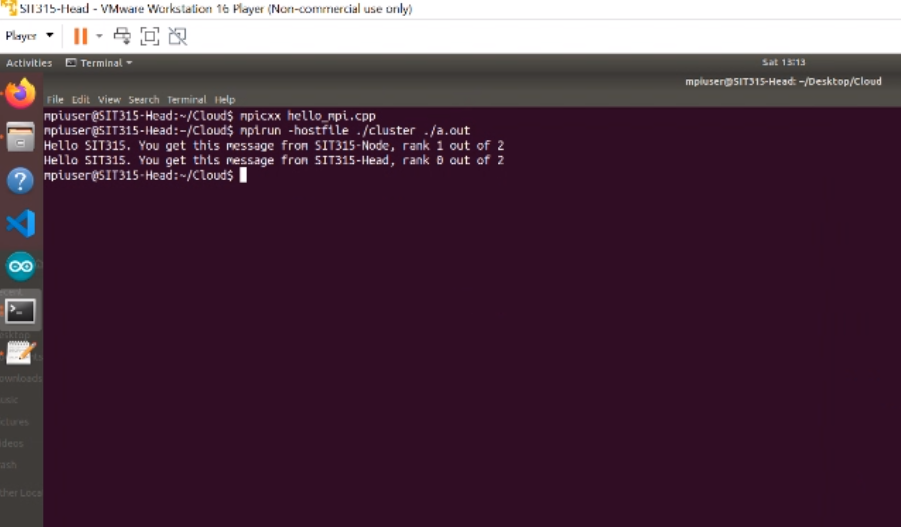 SIT315-Head - VMware Workstation 16 Player (Non-commercial use only)
Player
Activities Terminal Sat 13:13
mpiuser@SIT315-Head: ~/Desktop/Cloud
File Edit View Search Terminal Help
mpiuser@SIT315-Head:~/Cloud$ mpicxx hello_mpi.cpp
mpiuser@SIT315-Head:~/Cloud$ mpirun -hostfile ./cluster ./a.out
Hello SIT315. You get this message from SIT315-Node, rank 1 out of 2
Hello SIT315. You get this message from SIT315-Head, rank 0 out of 2
mpiuser@SIT315-Head:~/Cloud$
ownloads
usic
ctures
ideos
ash
ther Loca